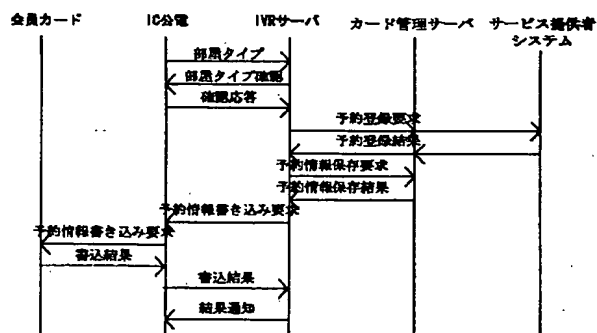 会員カード
IC公電
IVRサーバ
カード管理サーバ
サービス提供者
システム
部屋タイプ
部屋タイプ確認
確認応答
予約登録要求
予約登録結果
予約情報保存要求
予約情報保存結果
予約情報書き込み要求
予約情報書き込み要求
書込結果
書込結果
結果通知